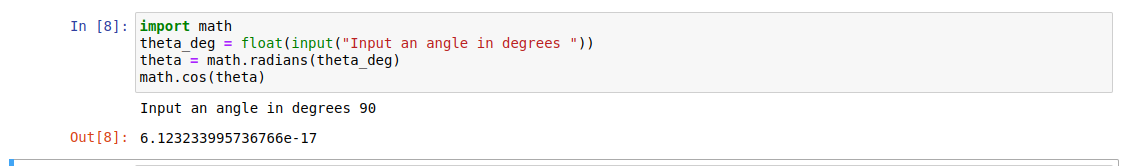 In [8]: import math
theta_deg = float(input("Input an angle in degrees "))
theta = math.radians(theta_deg)
math.cos(theta)
Input an angle in degrees 90
Out[8]: 6.123233995736766e-17